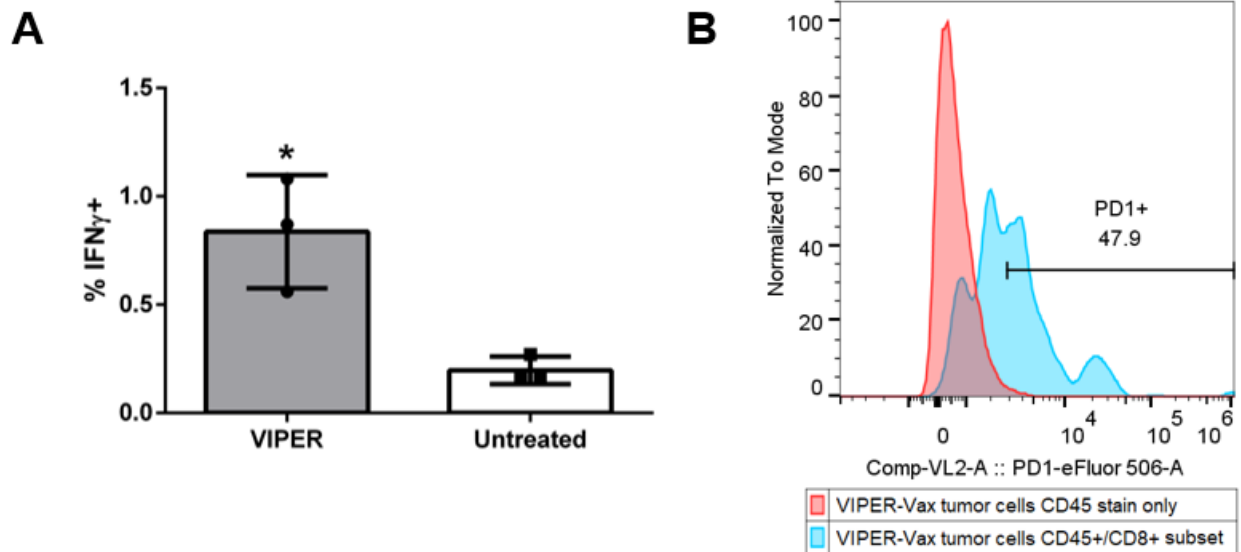 A
1.5
1.0
0.5
0.0
% IFNγ+
*
VIPER
Untreated
B
100
80
60
40
20
0
Normalized To Mode
PD1+
47.9
0
10 4
10 5
10 6
Comp-VL2-A :: PD1-eFluor 506-A
VIPER-Vax tumor cells CD45 stain only
VIPER-Vax tumor cells CD45+/CD8+ subset